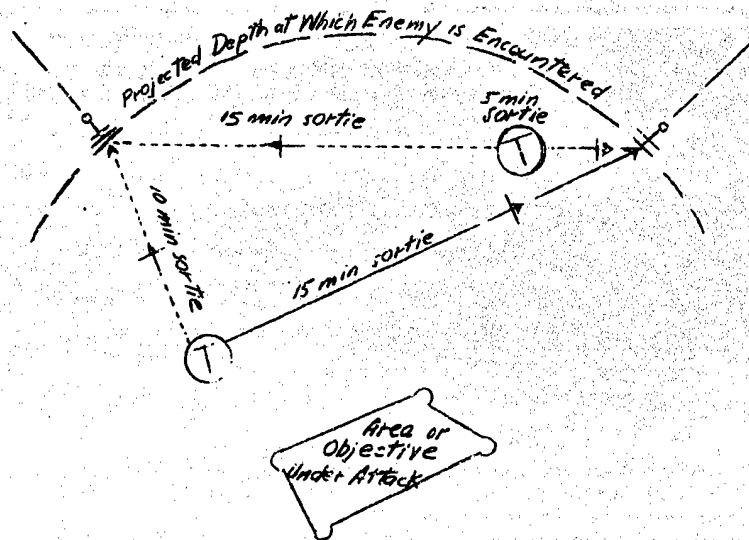 Projected Depth at Which Enemy is Encountered
5 min
sortie
15 min sortie
T
10 min sortie
15 min sortie
T
Area or
Objective
Under Attack